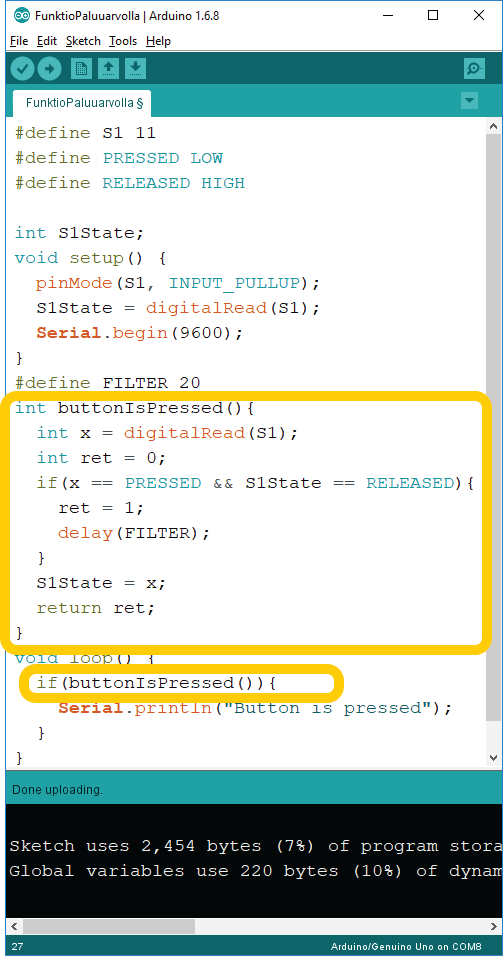 FunktioPaluuarvolla | Arduino 1.6.8
File Edit Sketch Tools Help
FunktioPaluuarvolla §
#define S1 11
#define PRESSED LOW
#define RELEASED HIGH
int S1State;
void setup() {
pinMode(S1, INPUT_PULLUP);
S1State = digitalRead(S1);
Serial.begin(9600);
}
#define FILTER 20
int buttonIsPressed(){
int x = digitalRead(S1);
int ret = 0;
if(x == PRESSED && S1State == RELEASED){
ret = 1;
delay(FILTER);
}
S1State = x;
return ret;
}
void loop() {
if(buttonIsPressed()){
Serial.println("Button is pressed");
}
}
Done uploading.
Sketch uses 2,454 bytes (7%) of program stora
Global variables use 220 bytes (10%) of dynam
27 Arduino/Genuino Uno on COM8